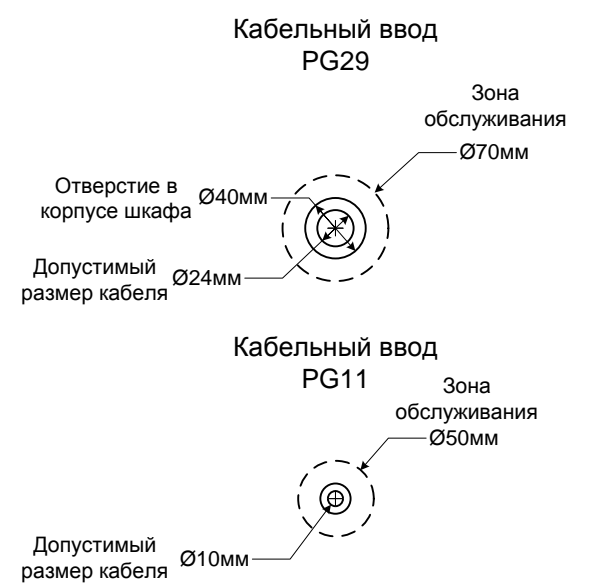 Кабельный ввод
PG29
Зона
обслуживания
Ø70мм
Отверстие в
корпусе шкафа
Ø40мм
Допустимый
размер кабеля
Ø24мм
Кабельный ввод
PG11
Зона
обслуживания
Ø50мм
Допустимый
размер кабеля
Ø10мм